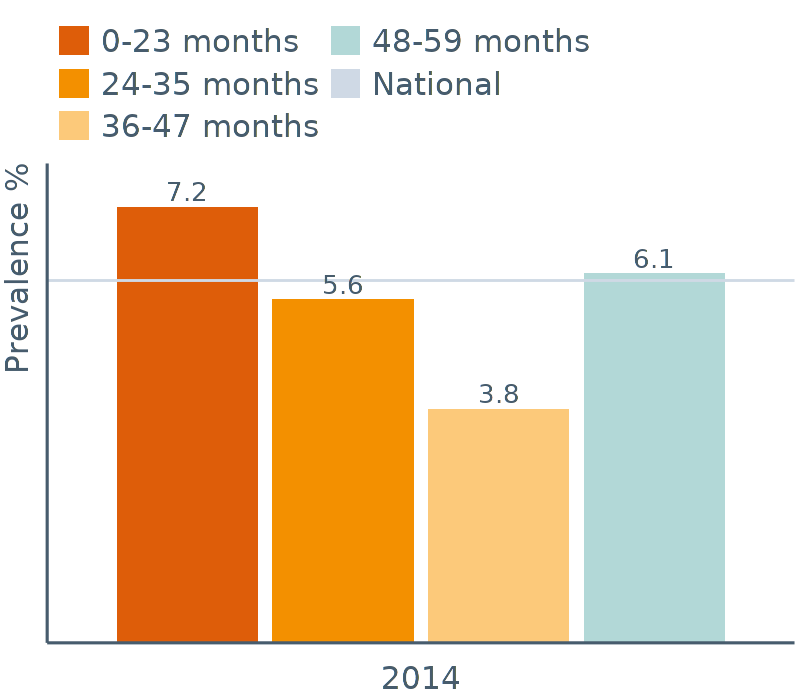 0-23 months
24-35 months
36-47 months
48-59 months
National
Prevalence %
7.2
5.6
3.8
6.1
2014